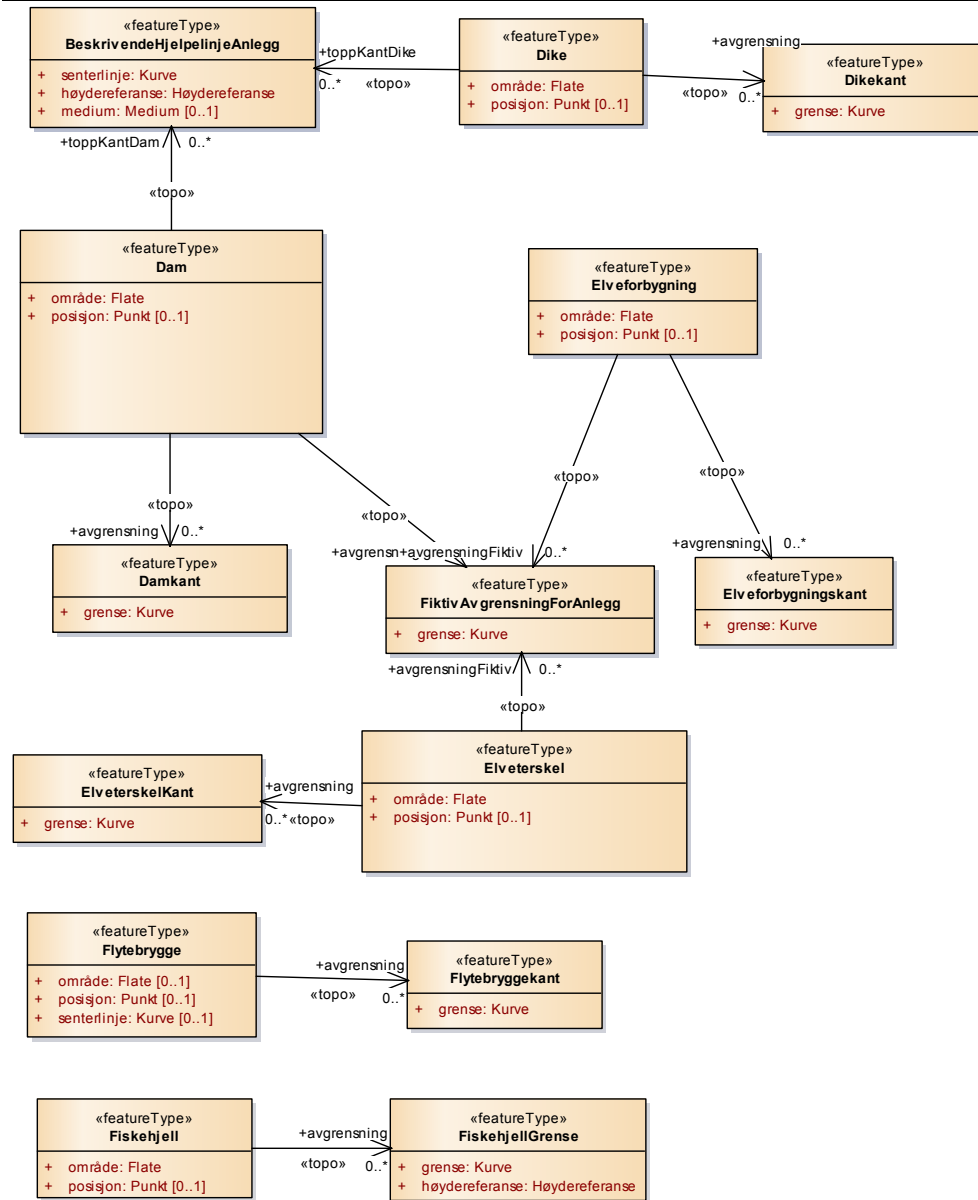 «featureType»
BeskrivendeHjelpelinjeAnlegg
+ senterlinje: Kurve
+ høydereferanse: Høydereferanse
+ medium: Medium [0..1]
+toppKantDike
0..*
«topo»
«featureType»
Dike
+ område: Flate
+ posisjon: Punkt [0..1]
+avgrensning
«topo»
0..*
«featureType»
Dikekant
+ grense: Kurve
+toppKantDam
0..*
«topo»
«featureType»
Dam
+ område: Flate
+ posisjon: Punkt [0..1]
«featureType»
Elveforbygning
+ område: Flate
+ posisjon: Punkt [0..1]
«topo»
+avgrensning
0..*
«topo»
«topo»
«topo»
+avgrensn+avgrensningFiktiv
0..*
+avgrensning
0..*
«featureType»
Damkant
+ grense: Kurve
«featureType»
FiktivAvgrensningForAnlegg
+ grense: Kurve
«featureType»
Elveforbygningskant
+ grense: Kurve
+avgrensningFiktiv
0..*
«topo»
«featureType»
ElveterskelKant
+ grense: Kurve
+avgrensning
0..*
«topo»
«featureType»
Elveterskel
+ område: Flate
+ posisjon: Punkt [0..1]
«featureType»
Flytebrygge
+ område: Flate [0..1]
+ posisjon: Punkt [0..1]
+ senterlinje: Kurve [0..1]
+avgrensning
«topo»
0..*
«featureType»
Flytebryggekant
+ grense: Kurve
«featureType»
Fiskehjell
+ område: Flate
+ posisjon: Punkt [0..1]
+avgrensning
«topo»
0..*
«featureType»
FiskehjellGrense
+ grense: Kurve
+ høydereferanse: Høydereferanse